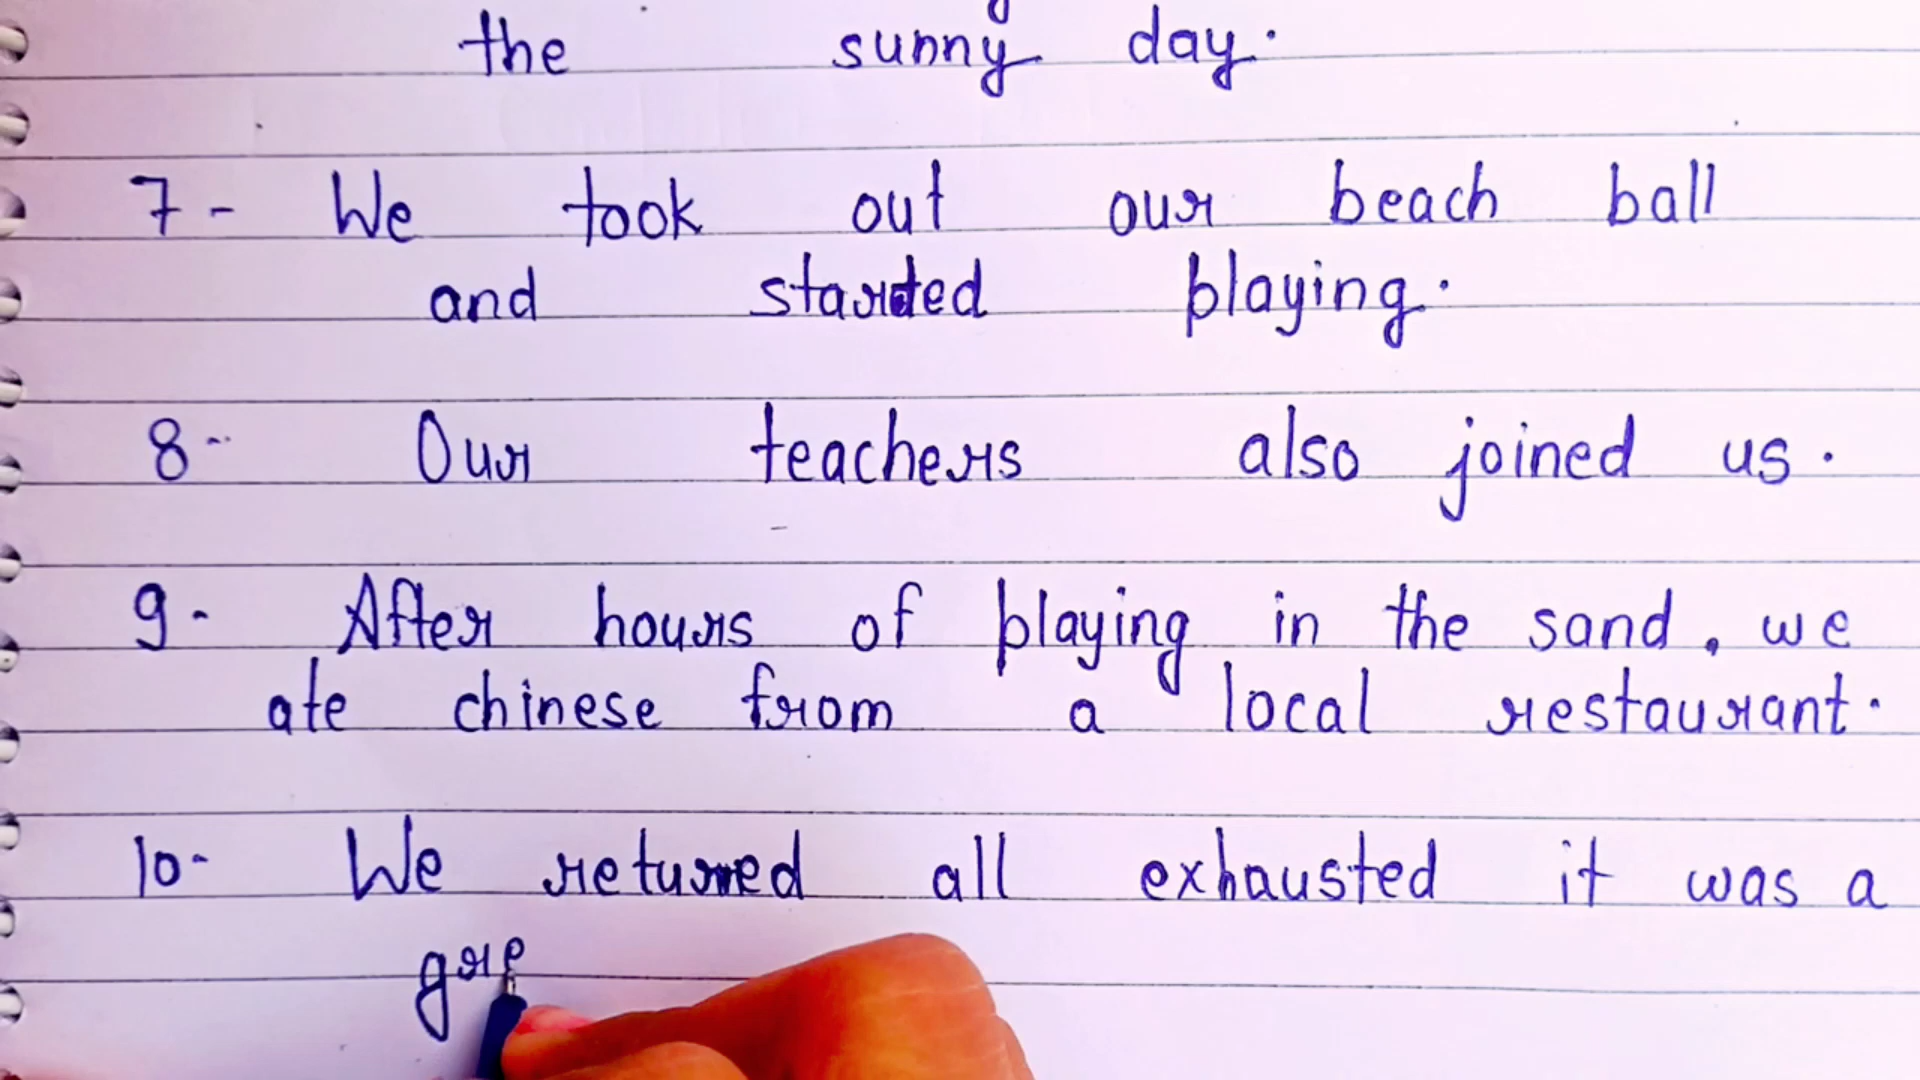 the sunny day.
7- We took out our beach ball
and started playing.
8- Our teachers also joined us.
9- After hours of playing in the sand, we
ate chinese from a local restaurant.
10- We returned all exhausted it was a
gre